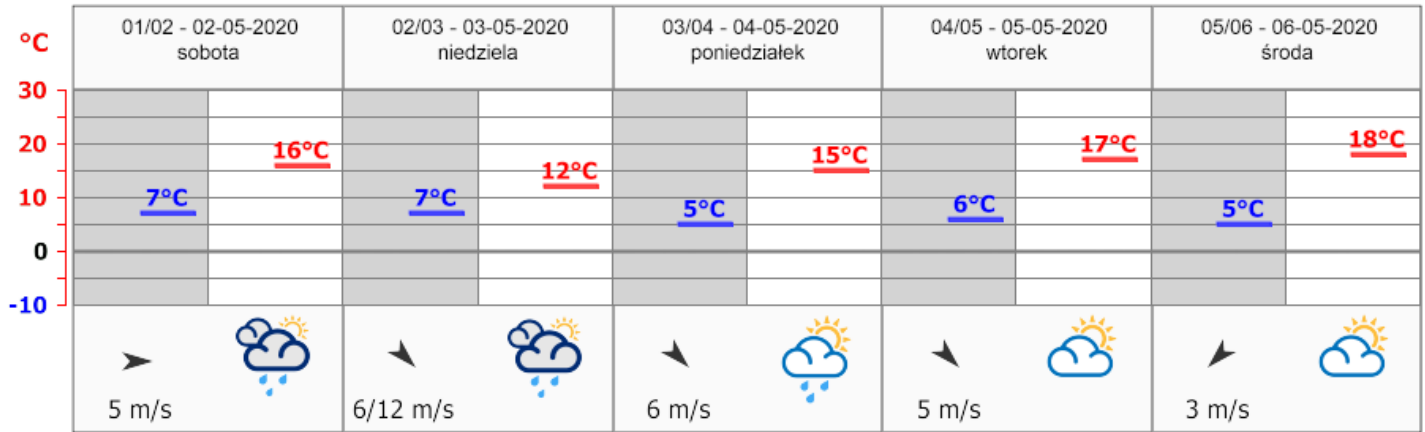 °C
01/02 - 02-05-2020
sobota
02/03 - 03-05-2020
niedziela
03/04 - 04-05-2020
poniedziałek
04/05 - 05-05-2020
wtorek
05/06 - 06-05-2020
środa
30
20
10
0
-10
7°C
16°C
7°C
12°C
5°C
15°C
6°C
17°C
5°C
18°C
5 m/s
6/12 m/s
6 m/s
5 m/s
3 m/s